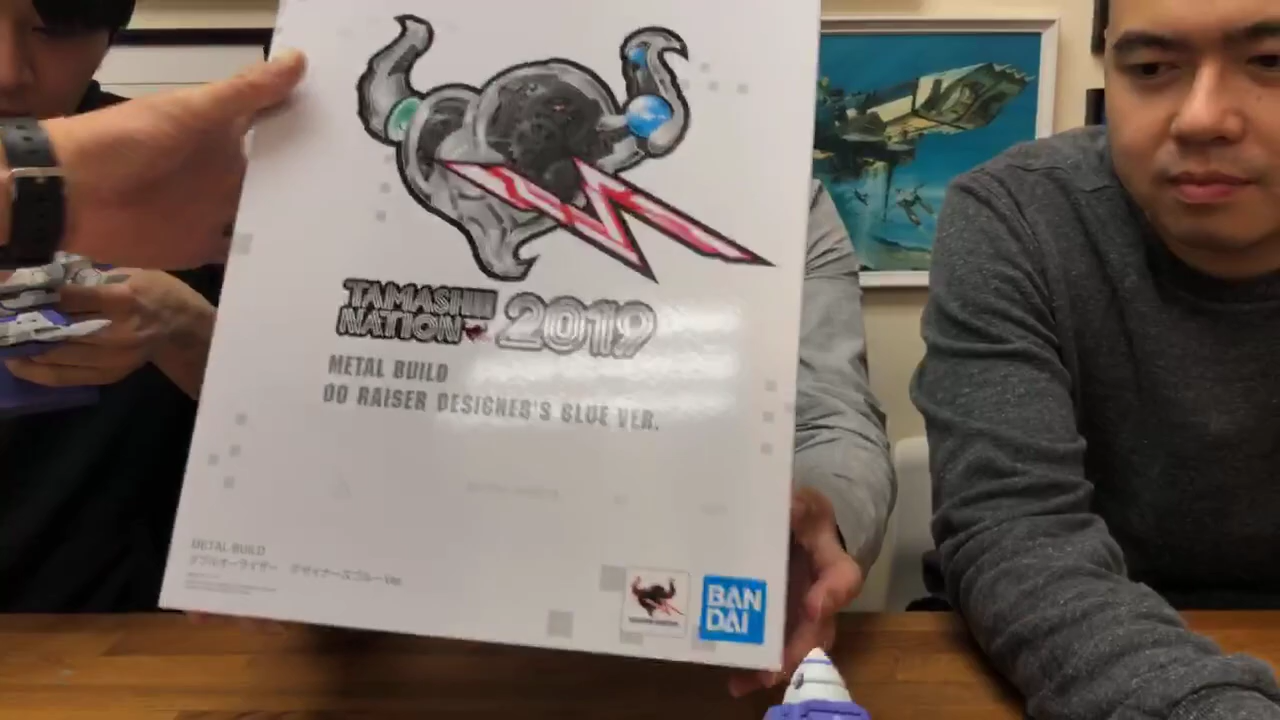 TAMASHII
NATION 2019
METAL BUILD
00 RAISER DESIGNER'S BLUE VER.
METAL BUILD
ダブルオーライザー デザイナーズブルーVer.
BAN
DAI